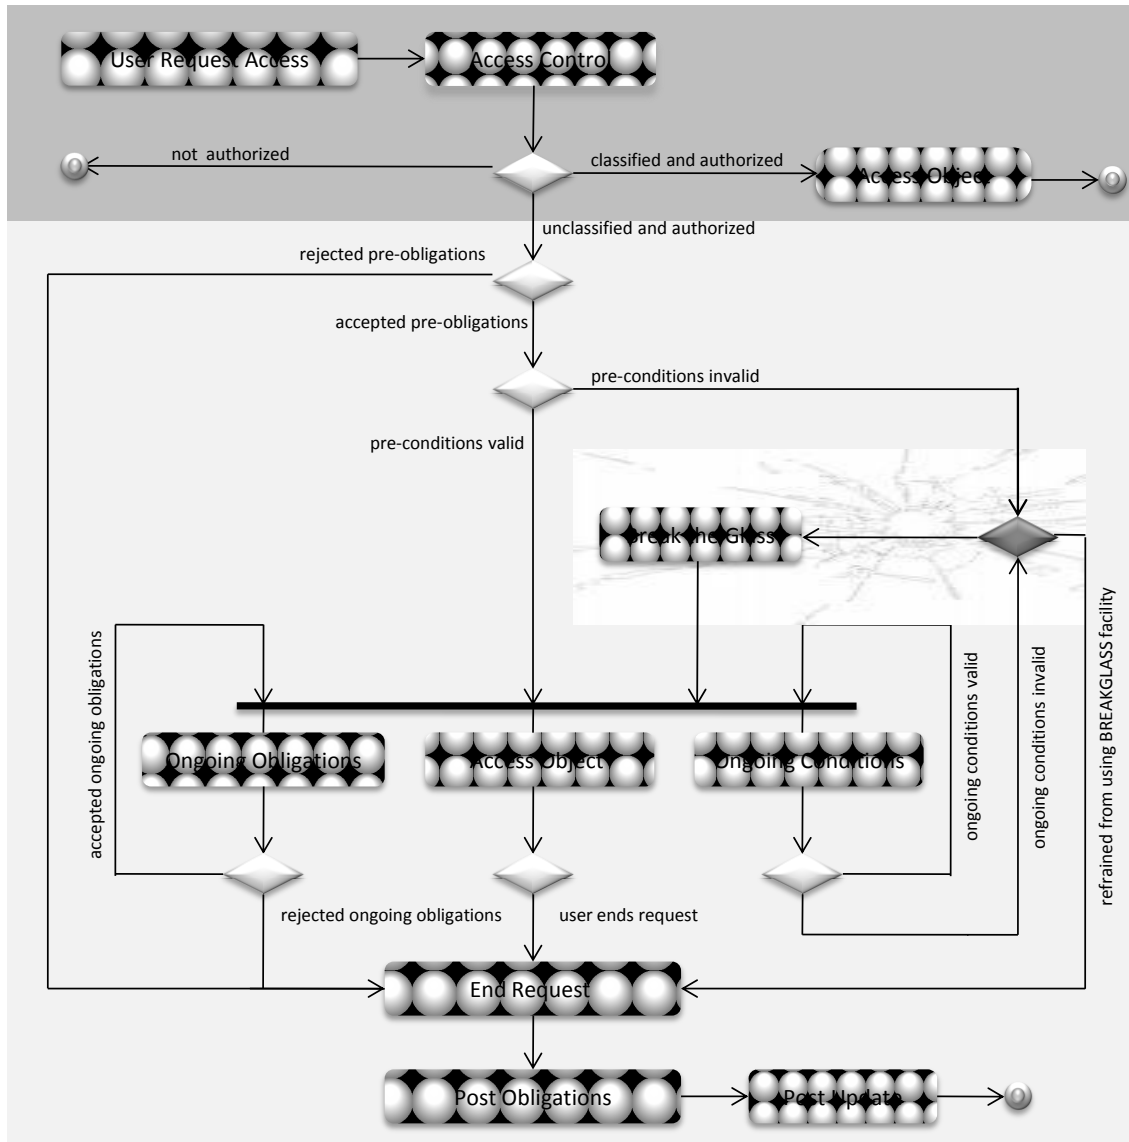 User Request Access
Access Control
not authorized
classified and authorized
Access Object
unclassified and authorized
rejected pre-obligations
accepted pre-obligations
pre-conditions invalid
pre-conditions valid
Break the Glass
accepted ongoing obligations
ongoing conditions valid
ongoing conditions invalid
refrained from using BREAKGLASS facility
Ongoing Obligations
Access Object
Ongoing Conditions
rejected ongoing obligations
user ends request
End Request
Post Obligations
Post Update